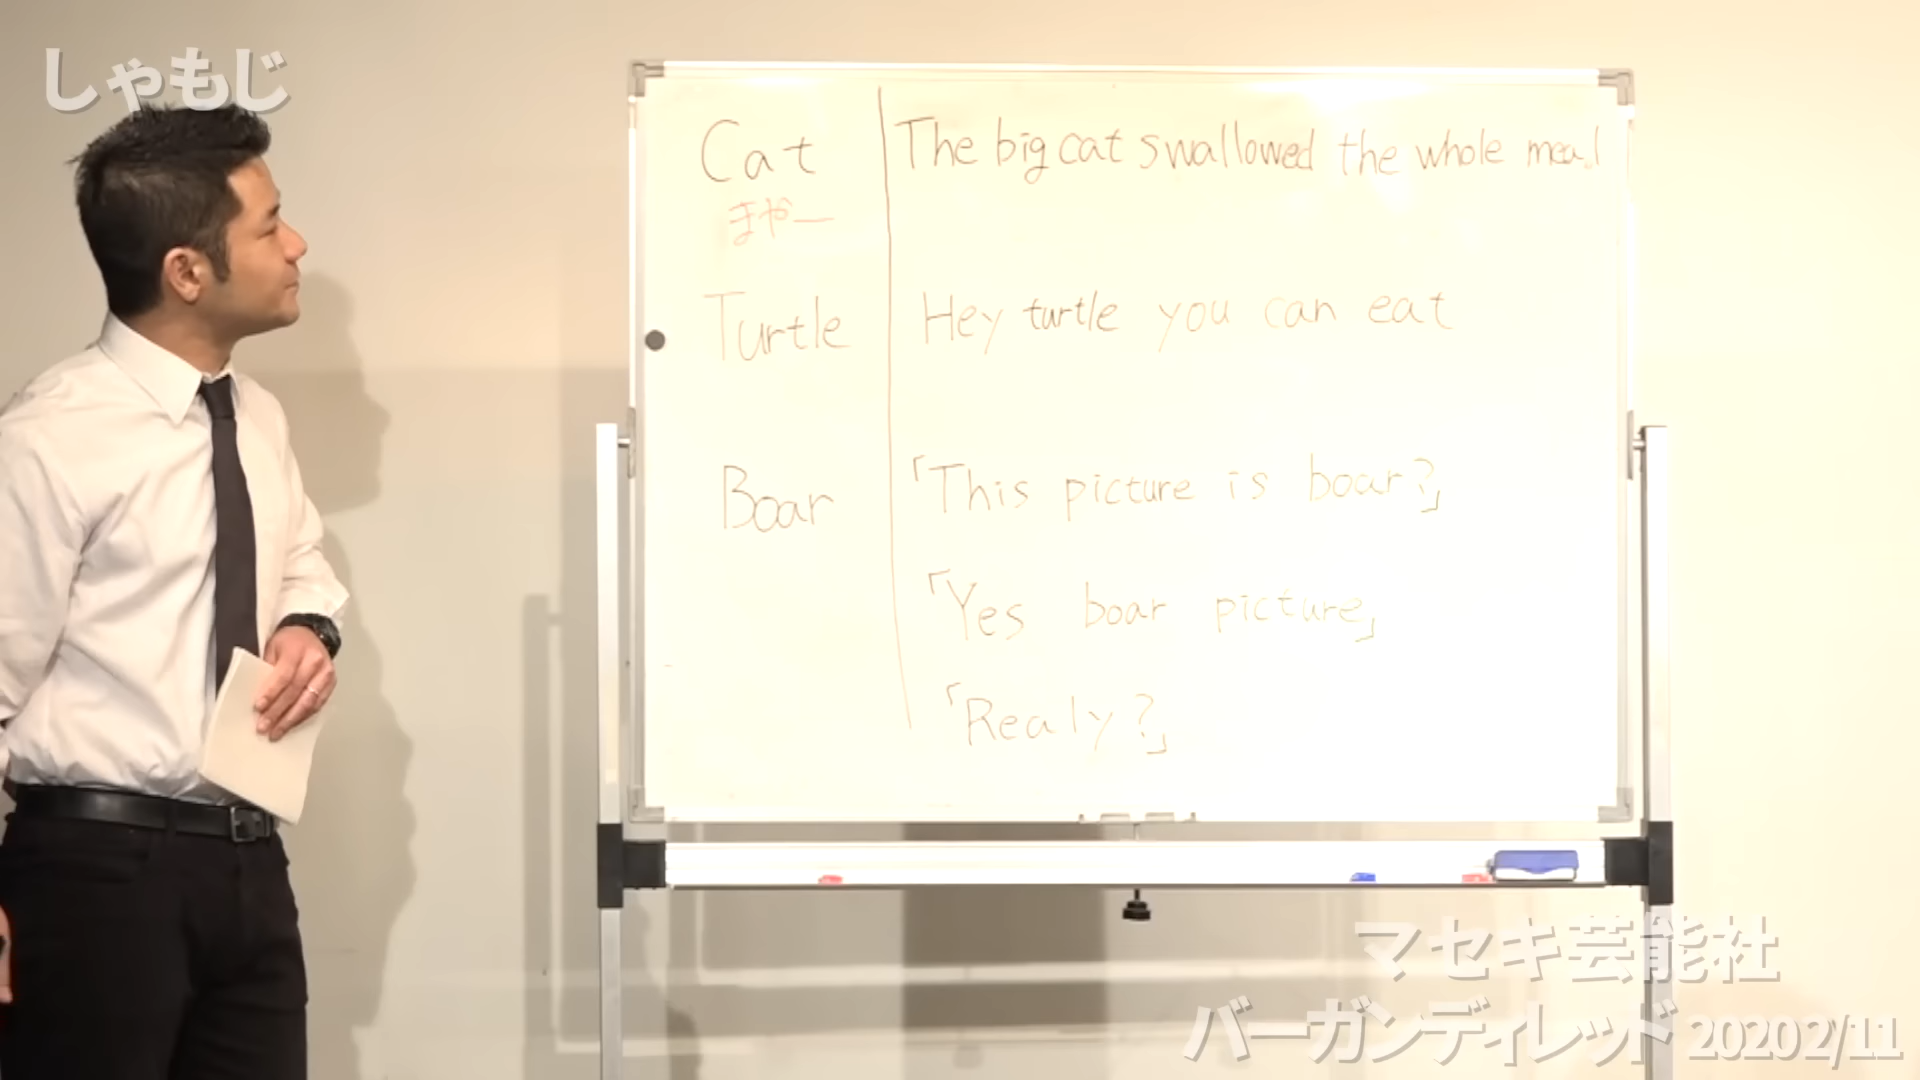 しゃもじ
Cat
The big cat swallowed the whole meal
まやー
Turtle
Hey turtle you can eat
Boar
「This picture is boar?」
「Yes boar picture」
「Realy?」
マセキ芸能社
バーガンディレッド 2020 2/11